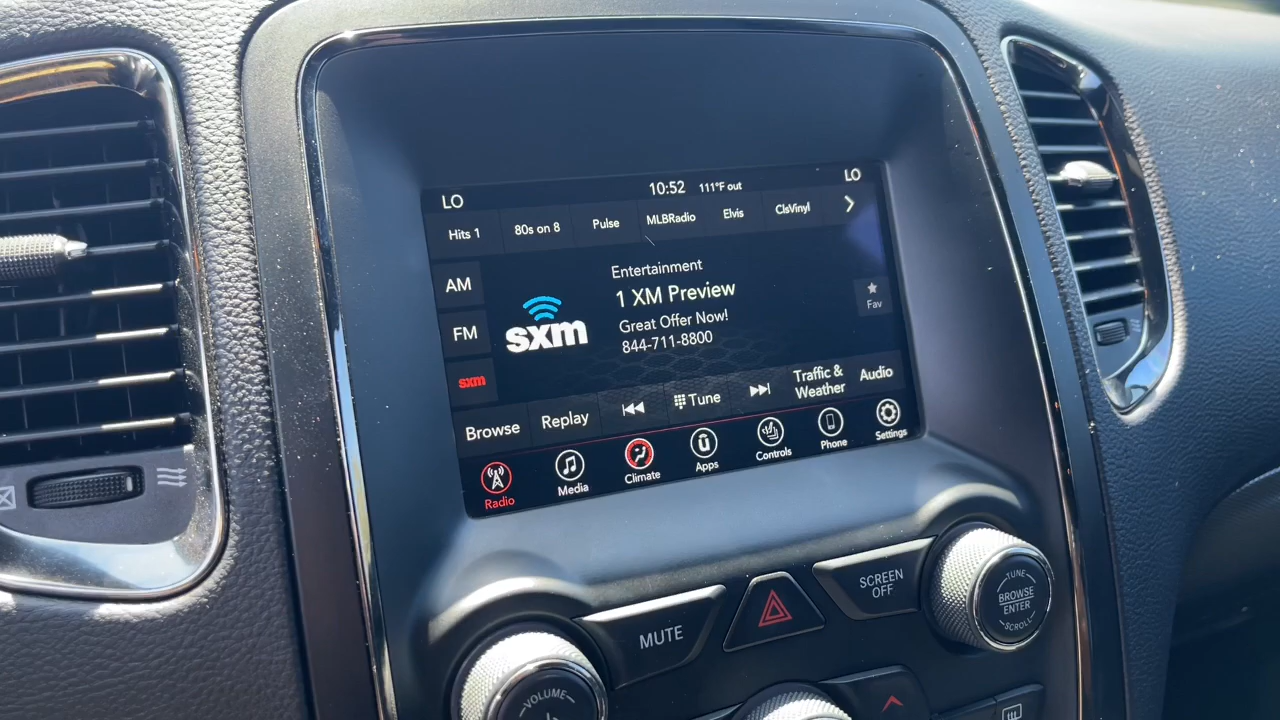 LO 10:52 111°F out LO
Hits 1 80s on 8 Pulse MLBRadio Elvis ClsVinyl
AM
FM
sxm
sxm
Entertainment
1 XM Preview
Great Offer Now!
844-711-8800
Fav
Browse Replay Tune Traffic & Weather Audio
Radio Media Climate Apps Controls Phone Settings
MUTE
SCREEN OFF
TUNE
BROWSE
ENTER
SCROLL
VOLUME